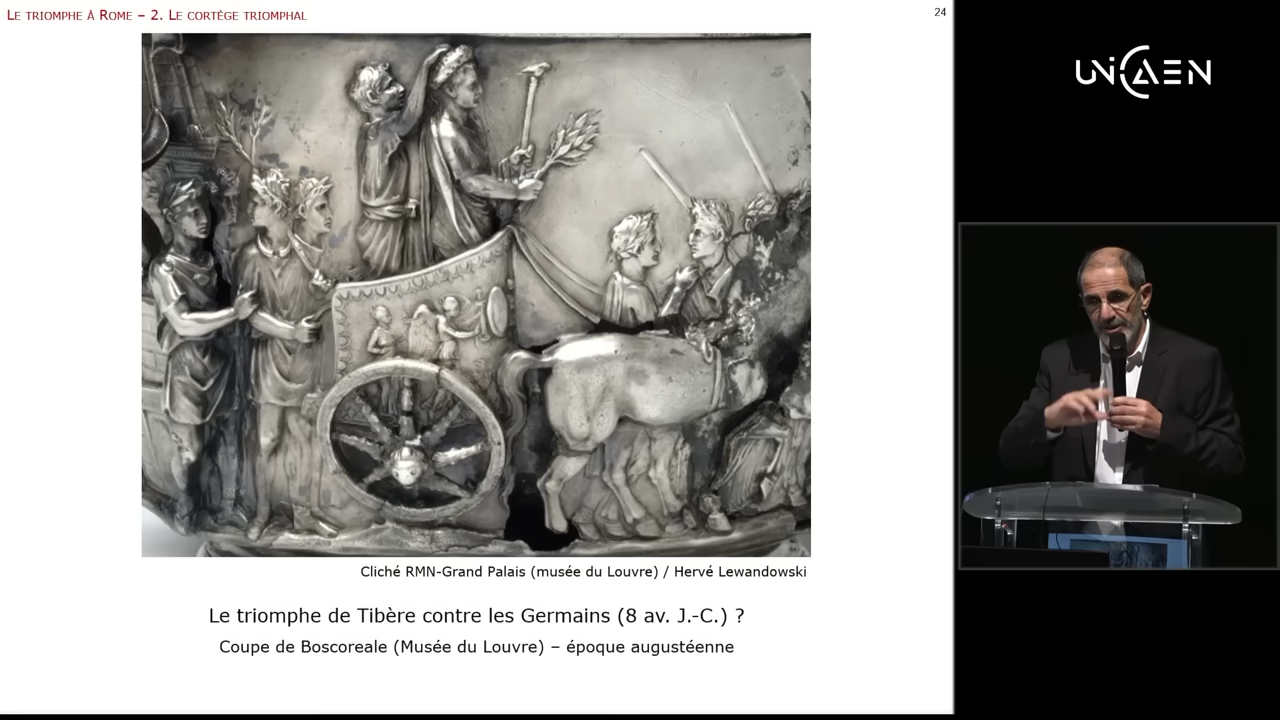 Le triomphe à Rome – 2. Le cortège triomphal
24
UNICAEN
Cliché RMN-Grand Palais (musée du Louvre) / Hervé Lewandowski
Le triomphe de Tibère contre les Germains (8 av. J.-C.) ?
Coupe de Boscoreale (Musée du Louvre) – époque augustéenne